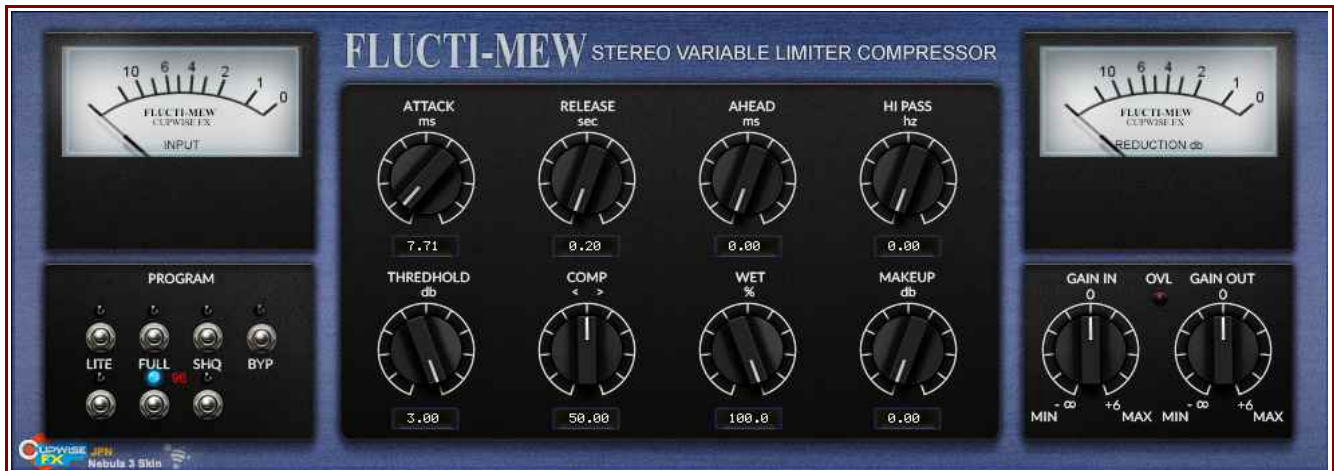 FLUCTI-MEW STEREO VARIABLE LIMITER COMPRESSOR
10 6 4 2 1 0
FLUCTI-MEW
CUPWISE FX
INPUT
10 6 4 2 1 0
FLUCTI-MEW
CUPWISE FX
REDUCTION db
ATTACK RELEASE AHEAD HI PASS
ms sec ms hz
7.71 0.20 0.00 0.00
THREDHOLD COMP WET MAKEUP
db < > % db
3.00 50.00 100.0 0.00
PROGRAM
LITE FULL SHQ BYP
96
GAIN IN OVL GAIN OUT
0 0
- ∞ +6 - ∞ +6
MIN MAX MIN MAX
CUPWISE FX JPN
Nebula 3 Skin